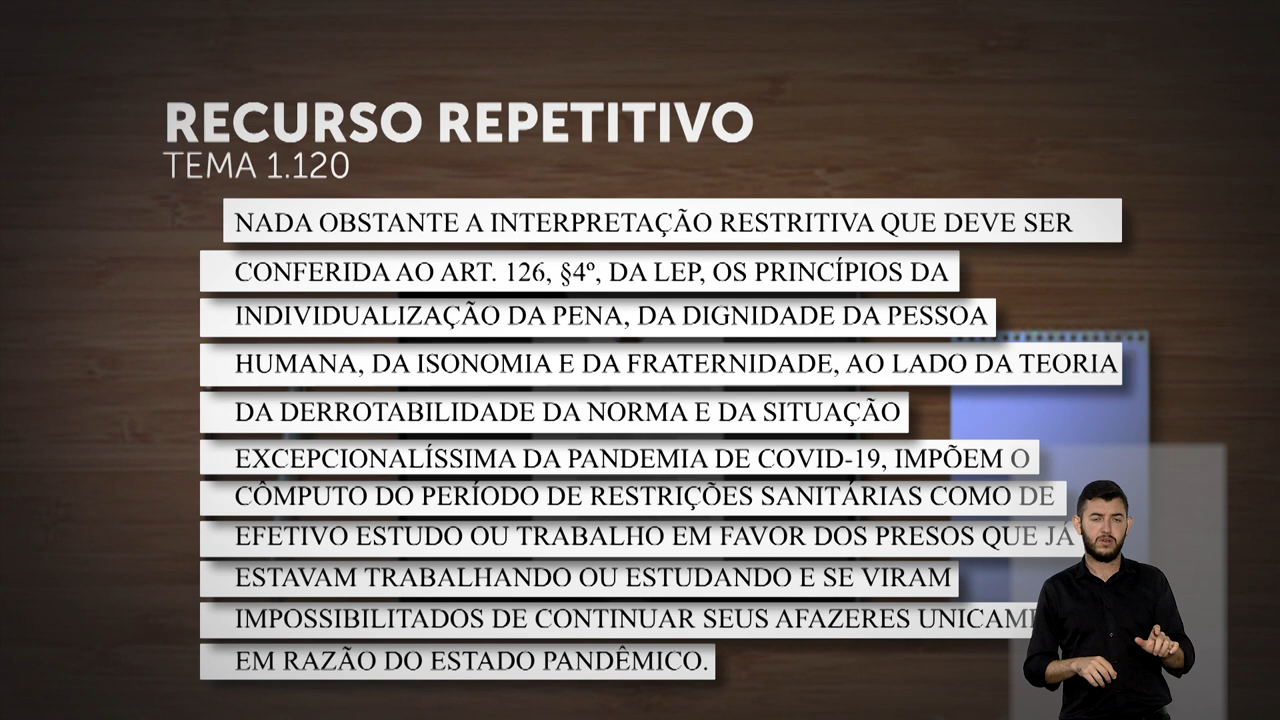 RECURSO REPETITIVO
TEMA 1.120
NADA OBSTANTE A INTERPRETAÇÃO RESTRITIVA QUE DEVE SER
CONFERIDA AO ART. 126, §4º, DA LEP, OS PRINCÍPIOS DA
INDIVIDUALIZAÇÃO DA PENA, DA DIGNIDADE DA PESSOA
HUMANA, DA ISONOMIA E DA FRATERNIDADE, AO LADO DA TEORIA
DA DERROTABILIDADE DA NORMA E DA SITUAÇÃO
EXCEPCIONALÍSSIMA DA PANDEMIA DE COVID-19, IMPÕEM O
CÔMPUTO DO PERÍODO DE RESTRIÇÕES SANITÁRIAS COMO DE
EFETIVO ESTUDO OU TRABALHO EM FAVOR DOS PRESOS QUE JÁ
ESTAVAM TRABALHANDO OU ESTUDANDO E SE VIRAM
IMPOSSIBILITADOS DE CONTINUAR SEUS AFAZERES
EM RAZÃO DO ESTADO PANDÊMICO.